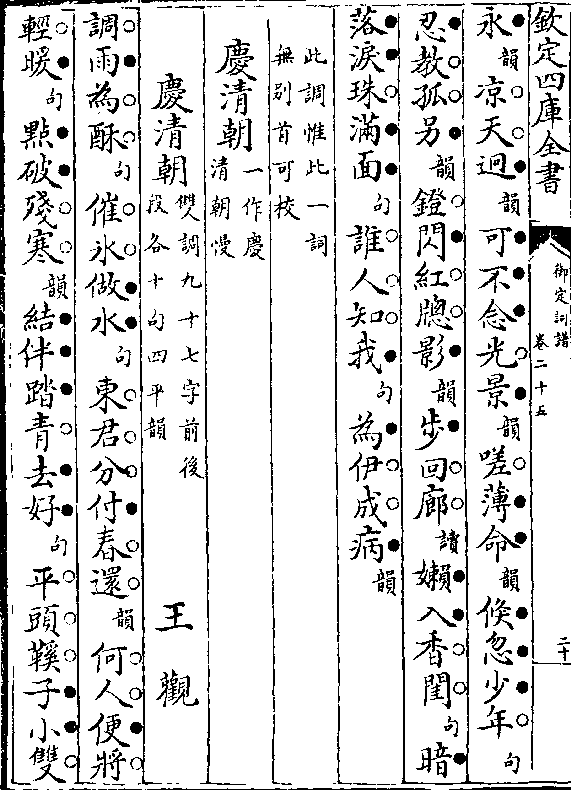 欽定四庫全書
御定詞譜
卷二十五
二十
永韻涼天迥韻可不念光景韻嗟薄命韻倏忽少年句
忍教孤另韻鐙閃紅牕影韻步回廊讀嬾入香閨句暗
落淚珠滿面句誰人知我句為伊成病韻
此調惟此一詞
無别首可校
慶清朝一作慶
清朝慢
慶清朝雙調九十七字前後
段各十句四平韻
王觀
調雨為酥句催氷做水句東君分付春還韻何人便將
輕暖句點破殘寒韻結伴踏青去好句平頭鞵子小雙